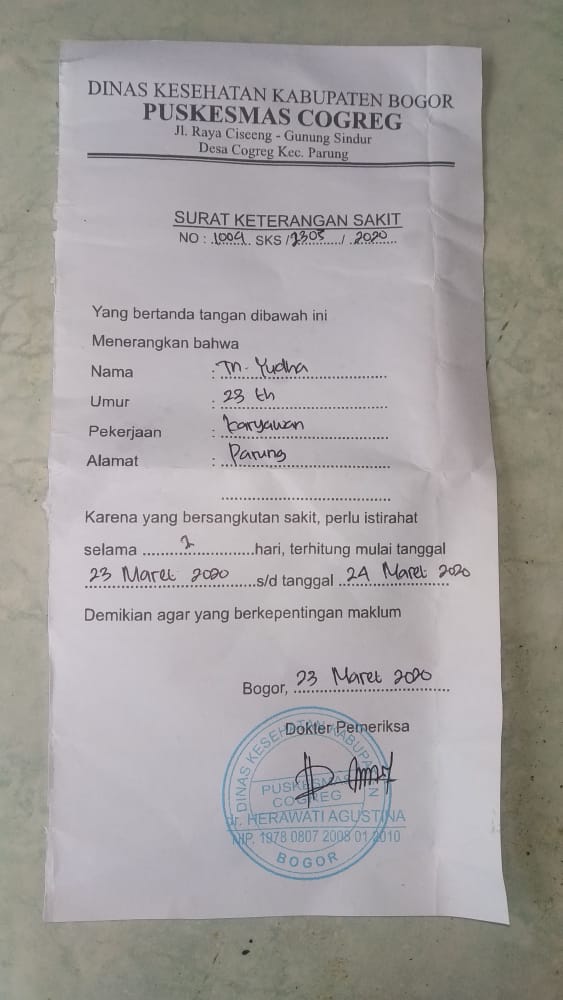 DINAS KESEHATAN KABUPATEN BOGOR
PUSKESMAS COGREG
Jl. Raya Ciseeng - Gunung Sindur
Desa Cogreg Kec. Parung
SURAT KETERANGAN SAKIT
NO : 1009. SKS /2303/ 2020
Yang bertanda tangan dibawah ini
Menerangkan bahwa
Nama : Tn. Yudha
Umur : 23 th
Pekerjaan : karyawan
Alamat : Parung
Karena yang bersangkutan sakit, perlu istirahat
selama 2 hari, terhitung mulai tanggal
23 Maret 2020 s/d tanggal 24 Maret 2020
Demikian agar yang berkepentingan maklum
Bogor, 23 Maret 2020
Dokter Pemeriksa
DINAS KESEHATAN KABUPATEN
PUSKESMAS
COGREG
dr. HERAWATI AGUSTINA
NIP. 1978 0807 2008 01 2010
BOGOR